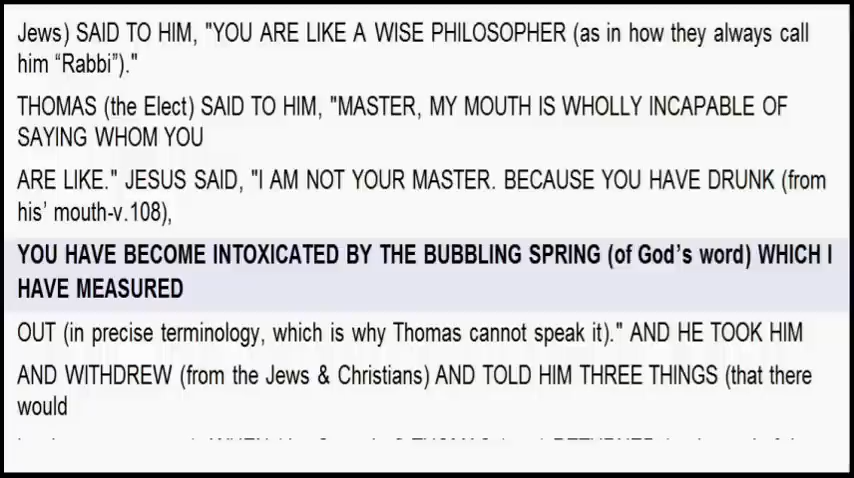 Jews) SAID TO HIM, "YOU ARE LIKE A WISE PHILOSOPHER (as in how they always call
him “Rabbi”)."
THOMAS (the Elect) SAID TO HIM, "MASTER, MY MOUTH IS WHOLLY INCAPABLE OF
SAYING WHOM YOU
ARE LIKE." JESUS SAID, "I AM NOT YOUR MASTER. BECAUSE YOU HAVE DRUNK (from
his’ mouth-v.108),
YOU HAVE BECOME INTOXICATED BY THE BUBBLING SPRING (of God’s word) WHICH I
HAVE MEASURED
OUT (in precise terminology, which is why Thomas cannot speak it)." AND HE TOOK HIM
AND WITHDREW (from the Jews & Christians) AND TOLD HIM THREE THINGS (that there
would